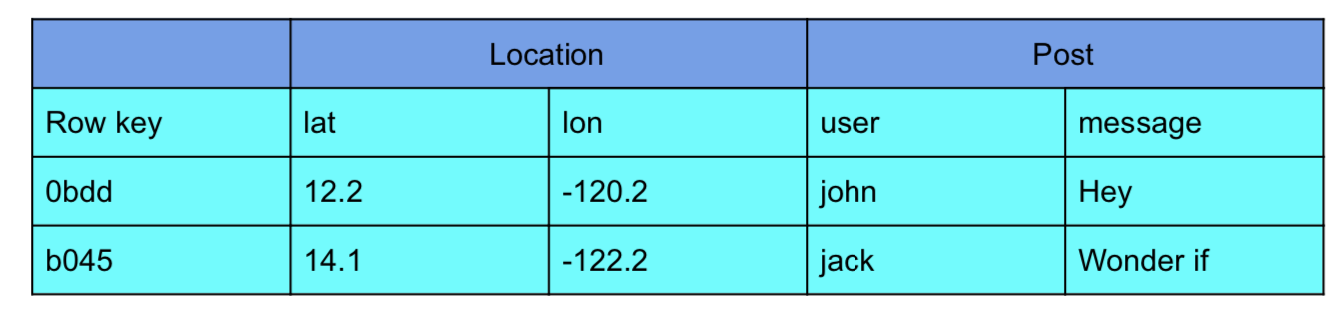 Location Post
Row key lat lon user message
0bdd 12.2 -120.2 john Hey
b045 14.1 -122.2 jack Wonder if